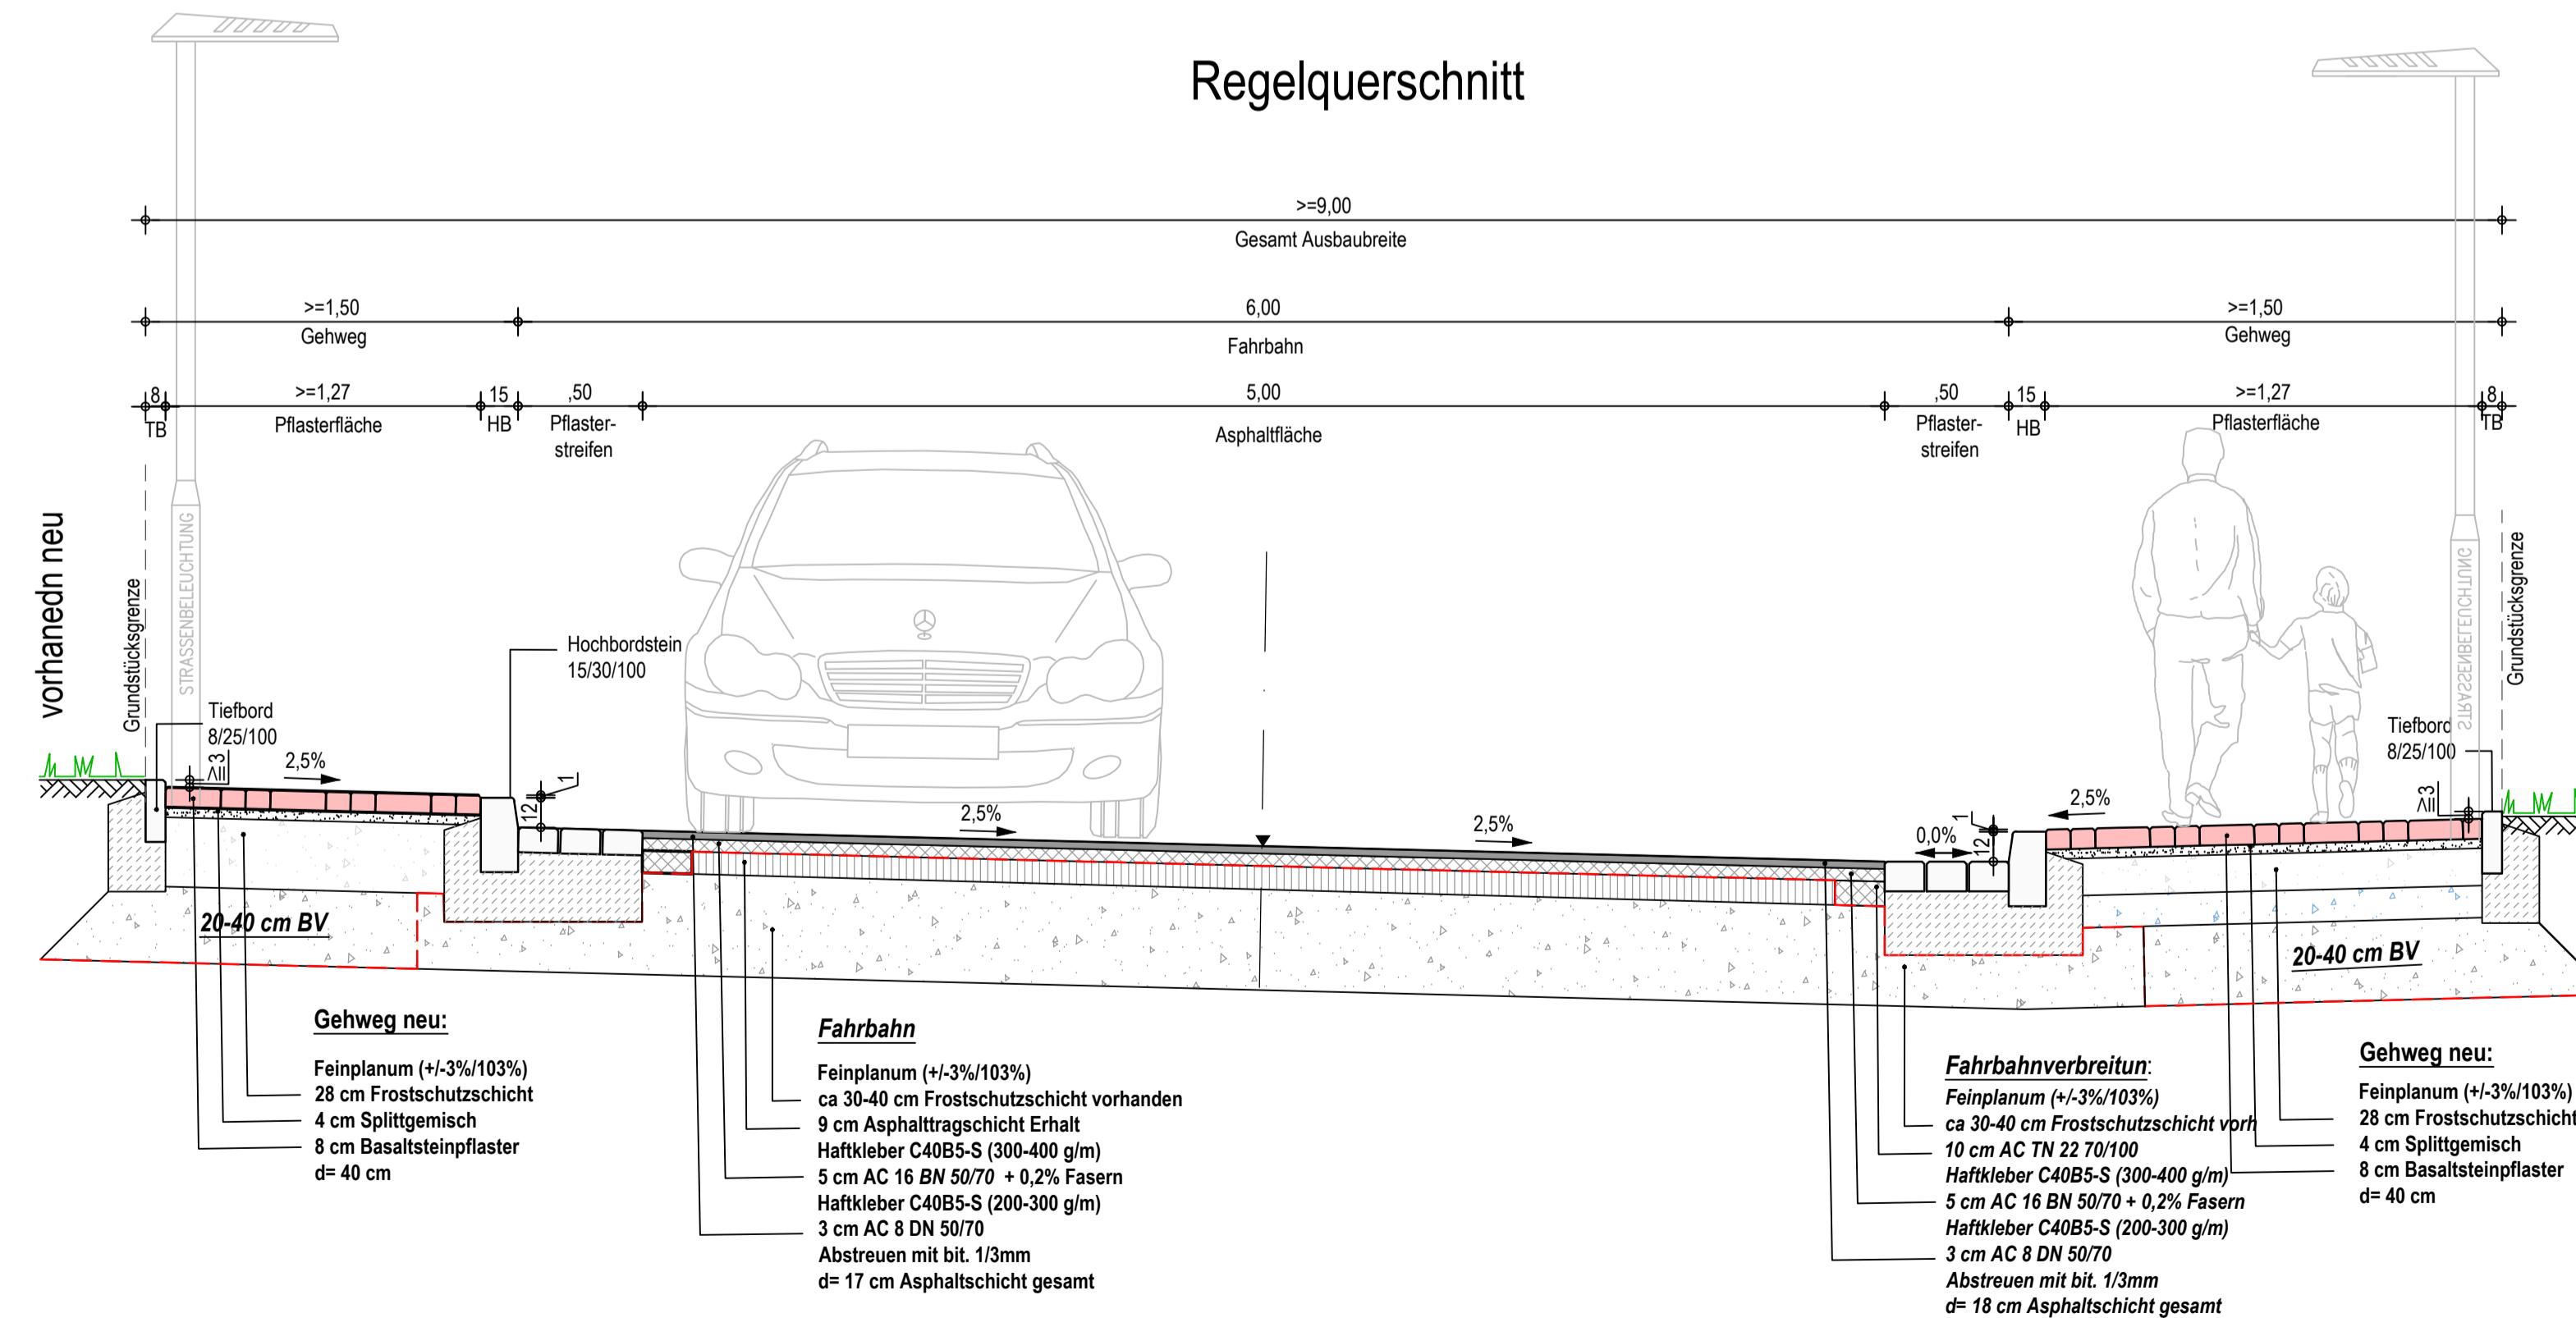 Regelquerschnitt
>=9,00
Gesamt Ausbaubreite
>=1,50
Gehweg
6,00
Fahrbahn
>=1,50
Gehweg
8
TB
>=1,27
Pflasterfläche
15
HB
,50
Pflaster-
streifen
5,00
Asphaltfläche
,50
Pflaster-
streifen
15
HB
>=1,27
Pflasterfläche
8
TB
vorhanedn neu
Grundstücksgrenze
STRASSENBELEUCHTUNG
Tiefbord
8/25/100
>=3
2,5%
Hochbordstein
15/30/100
1
12
2,5%
2,5%
0,0%
1
12
2,5%
Tiefbord
8/25/100
>=3
STRASSENBELEUCHTUNG
Grundstücksgrenze
20-40 cm BV
20-40 cm BV
Gehweg neu:
Feinplanum (+/-3%/103%)
28 cm Frostschutzschicht
4 cm Splittgemisch
8 cm Basaltsteinpflaster
d= 40 cm
Fahrbahn
Feinplanum (+/-3%/103%)
ca 30-40 cm Frostschutzschicht vorhanden
9 cm Asphalttragschicht Erhalt
Haftkleber C40B5-S (300-400 g/m)
5 cm AC 16 BN 50/70 + 0,2% Fasern
Haftkleber C40B5-S (200-300 g/m)
3 cm AC 8 DN 50/70
Abstreuen mit bit. 1/3mm
d= 17 cm Asphaltschicht gesamt
Fahrbahnverbreitun:
Feinplanum (+/-3%/103%)
ca 30-40 cm Frostschutzschicht vorh
10 cm AC TN 22 70/100
Haftkleber C40B5-S (300-400 g/m)
5 cm AC 16 BN 50/70 + 0,2% Fasern
Haftkleber C40B5-S (200-300 g/m)
3 cm AC 8 DN 50/70
Abstreuen mit bit. 1/3mm
d= 18 cm Asphaltschicht gesamt
Gehweg neu:
Feinplanum (+/-3%/103%)
28 cm Frostschutzschicht
4 cm Splittgemisch
8 cm Basaltsteinpflaster
d= 40 cm